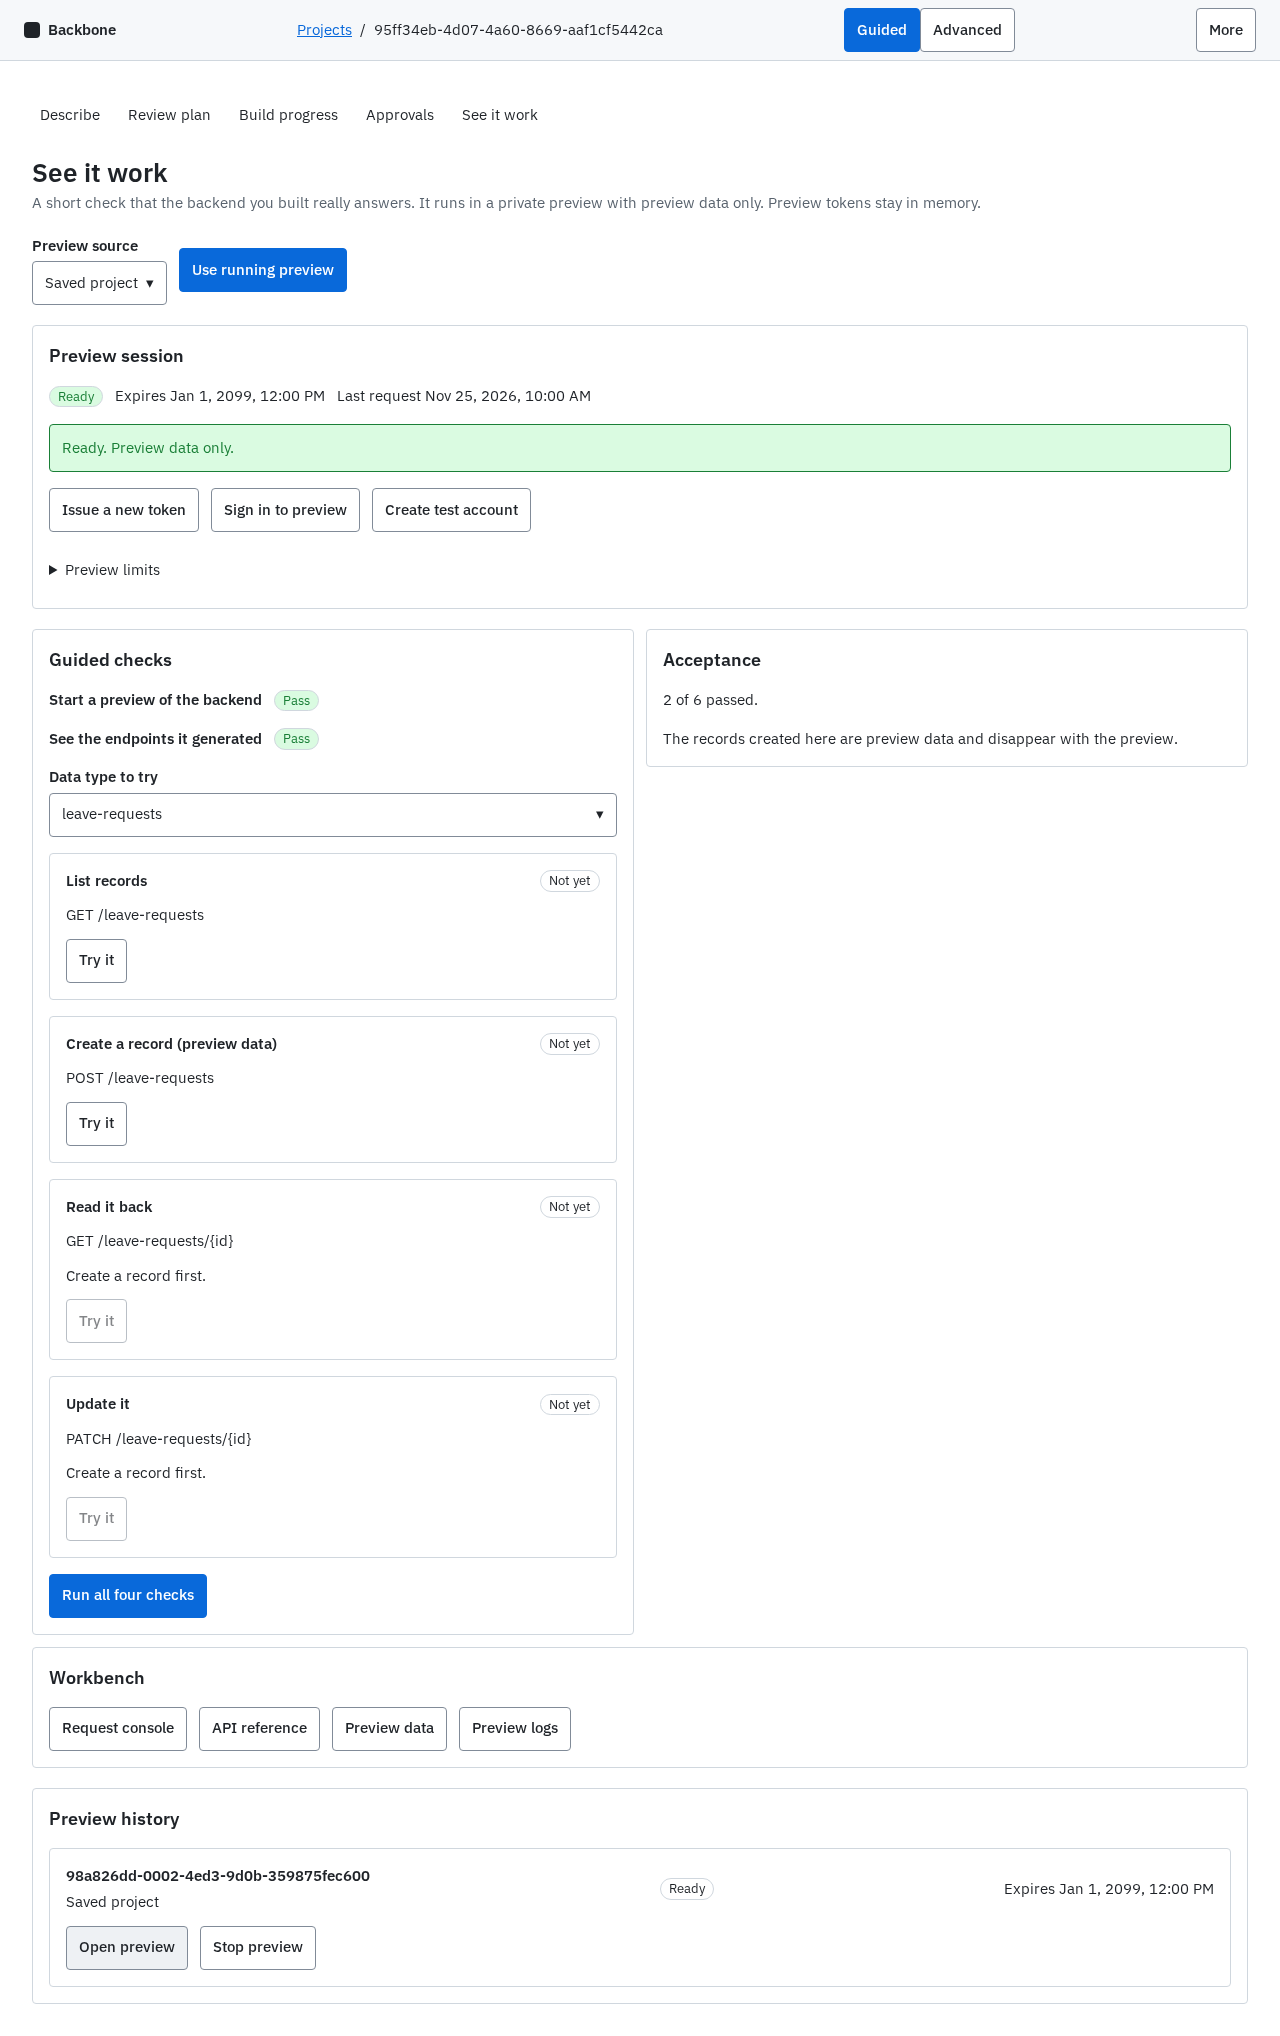 Backbone
Projects / 95ff34eb-4d07-4a60-8669-aaf1cf5442ca
Guided
Advanced
More
Describe
Review plan
Build progress
Approvals
See it work
See it work
A short check that the backend you built really answers. It runs in a private preview with preview data only. Preview tokens stay in memory.
Preview source
Saved project ▾
Use running preview
Preview session
Ready
Expires Jan 1, 2099, 12:00 PM
Last request Nov 25, 2026, 10:00 AM
Ready. Preview data only.
Issue a new token
Sign in to preview
Create test account
▶ Preview limits
Guided checks
Start a preview of the backend Pass
See the endpoints it generated Pass
Data type to try
leave-requests ▾
List records Not yet
GET /leave-requests
Try it
Create a record (preview data) Not yet
POST /leave-requests
Try it
Read it back Not yet
GET /leave-requests/{id}
Create a record first.
Try it
Update it Not yet
PATCH /leave-requests/{id}
Create a record first.
Try it
Run all four checks
Acceptance
2 of 6 passed.
The records created here are preview data and disappear with the preview.
Workbench
Request console
API reference
Preview data
Preview logs
Preview history
98a826dd-0002-4ed3-9d0b-359875fec600
Saved project
Ready
Expires Jan 1, 2099, 12:00 PM
Open preview
Stop preview